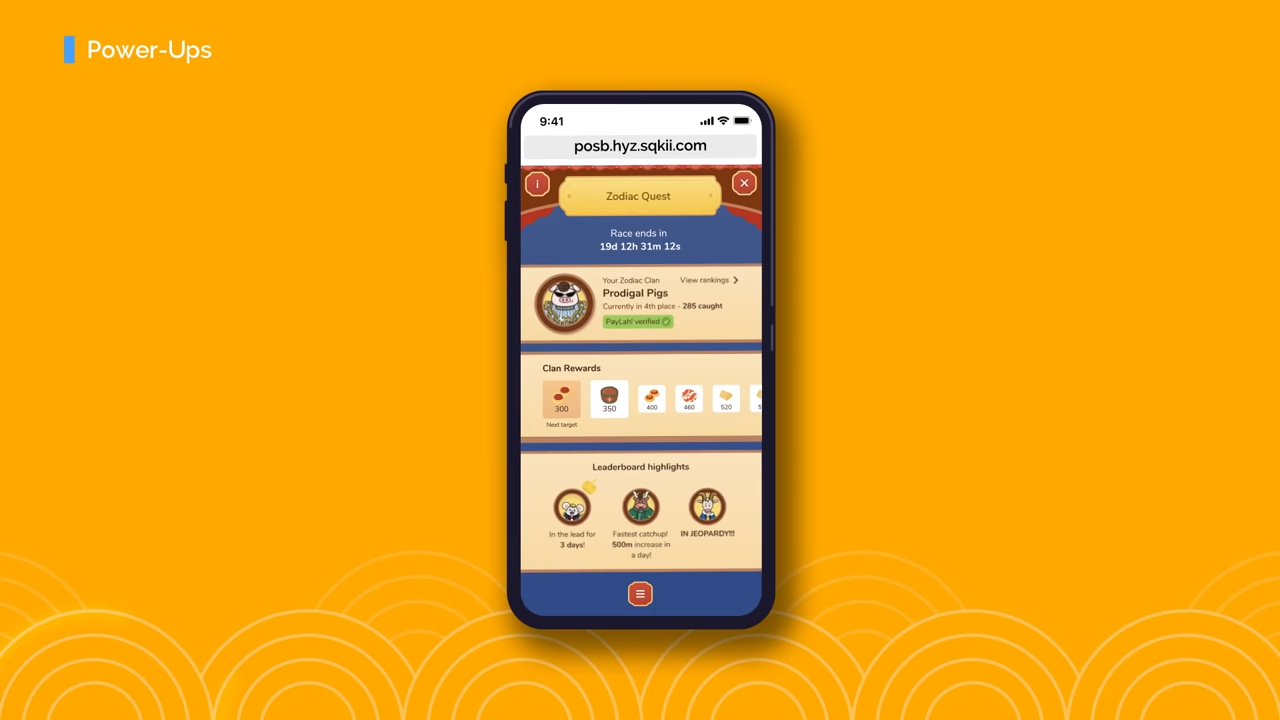 Power-Ups
9:41
posb.hyz.sqkii.com
i
Zodiac Quest
Race ends in
19d 12h 31m 12s
Your Zodiac Clan
View rankings
Prodigal Pigs
Currently in 4th place - 285 caught
PayLah! verified
Clan Rewards
300 350 400 460 520
Next target
Leaderboard highlights
In the lead for
3 days!
Fastest catchup!
500m increase in
a day!
IN JEOPARDY!!!